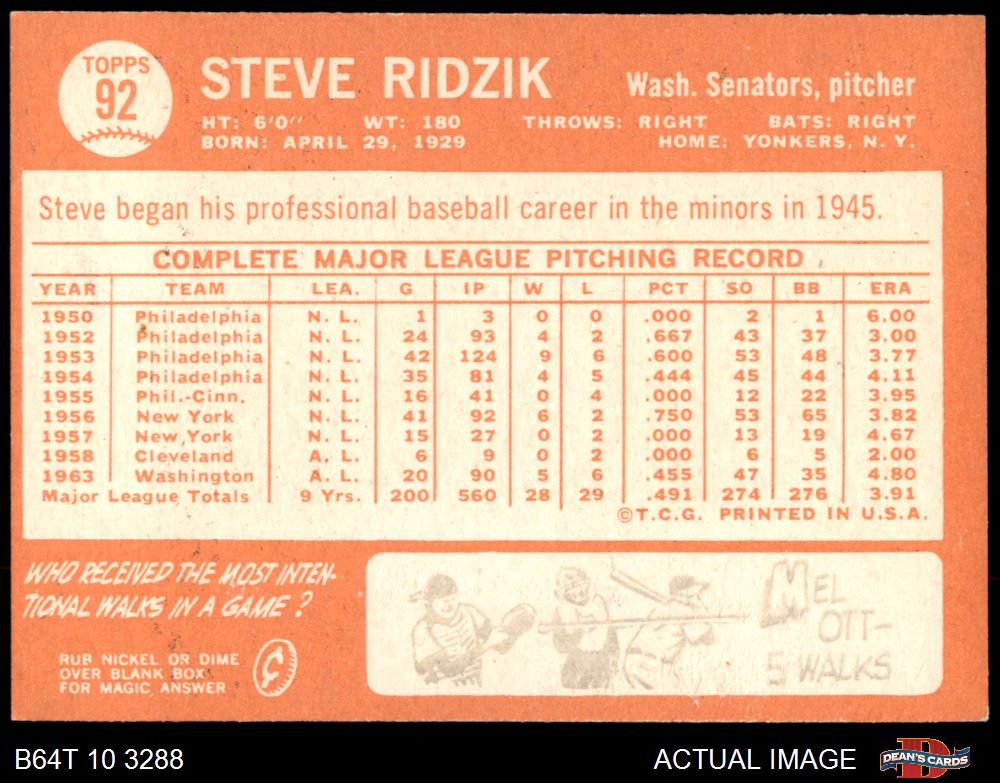 TOPPS
92
STEVE RIDZIK
Wash. Senators, pitcher
HT: 6'0" WT: 180 THROWS: RIGHT BATS: RIGHT
BORN: APRIL 29, 1929 HOME: YONKERS, N. Y.
Steve began his professional baseball career in the minors in 1945.
COMPLETE MAJOR LEAGUE PITCHING RECORD
YEAR TEAM LEA. G IP W L PCT SO BB ERA
1950 Philadelphia N. L. 1 3 0 0 .000 2 1 6.00
1952 Philadelphia N. L. 24 93 4 2 .667 43 37 3.00
1953 Philadelphia N. L. 42 124 9 6 .600 53 48 3.77
1954 Philadelphia N. L. 35 81 4 5 .444 45 44 4.11
1955 Phil.-Cinn. N. L. 16 41 0 4 .000 12 22 3.95
1956 New York N. L. 41 92 6 2 .750 53 65 3.82
1957 New York N. L. 15 27 0 2 .000 13 19 4.67
1958 Cleveland A. L. 6 9 0 2 .000 6 5 2.00
1963 Washington A. L. 20 90 5 6 .455 47 35 4.80
Major League Totals 9 Yrs. 200 560 28 29 .491 274 276 3.91
©T.C.G. PRINTED IN U.S.A.
WHO RECEIVED THE MOST INTEN-
TIONAL WALKS IN A GAME?
RUB NICKEL OR DIME
OVER BLANK BOX
FOR MAGIC ANSWER
MEL
OTT-
5 WALKS
B64T 10 3288
ACTUAL IMAGE
DEAN'S CARDS